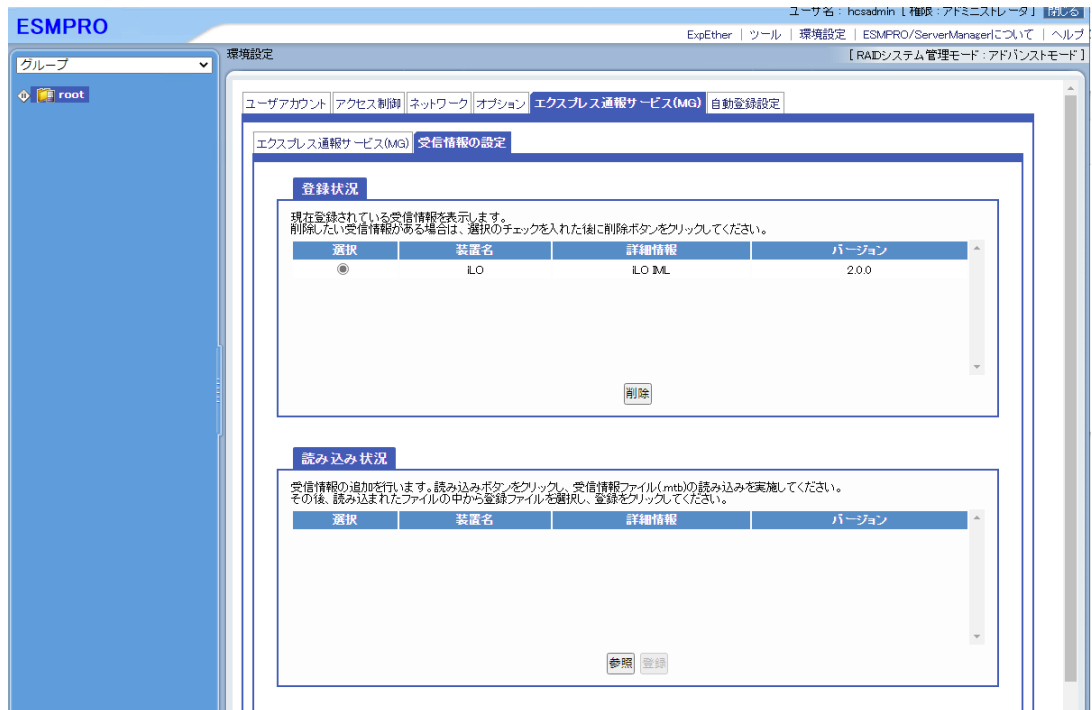 ユーザ名 : hcsadmin [ 権限 : アドミニストレータ ] 閉じる
ESMPRO
ExpEther | ツール | 環境設定 | ESMPRO/ServerManagerについて | ヘルプ
グループ
環境設定
[ RAIDシステム管理モード : アドバンストモード ]
root
ユーザアカウント アクセス制御 ネットワーク オプション エクスプレス通報サービス(MG) 自動登録設定
エクスプレス通報サービス(MG) 受信情報の設定
登録状況
現在登録されている受信情報を表示します。
削除したい受信情報がある場合は、選択のチェックを入れた後に削除ボタンをクリックしてください。
選択 装置名 詳細情報 バージョン
iLO iLO IML 2.0.0
削除
読み込み状況
受信情報の追加を行います。読み込みボタンをクリックし、受信情報ファイル(.mtb)の読み込みを実施してください。
その後、読み込まれたファイルの中から登録ファイルを選択し、登録をクリックしてください。
選択 装置名 詳細情報 バージョン
参照 登録